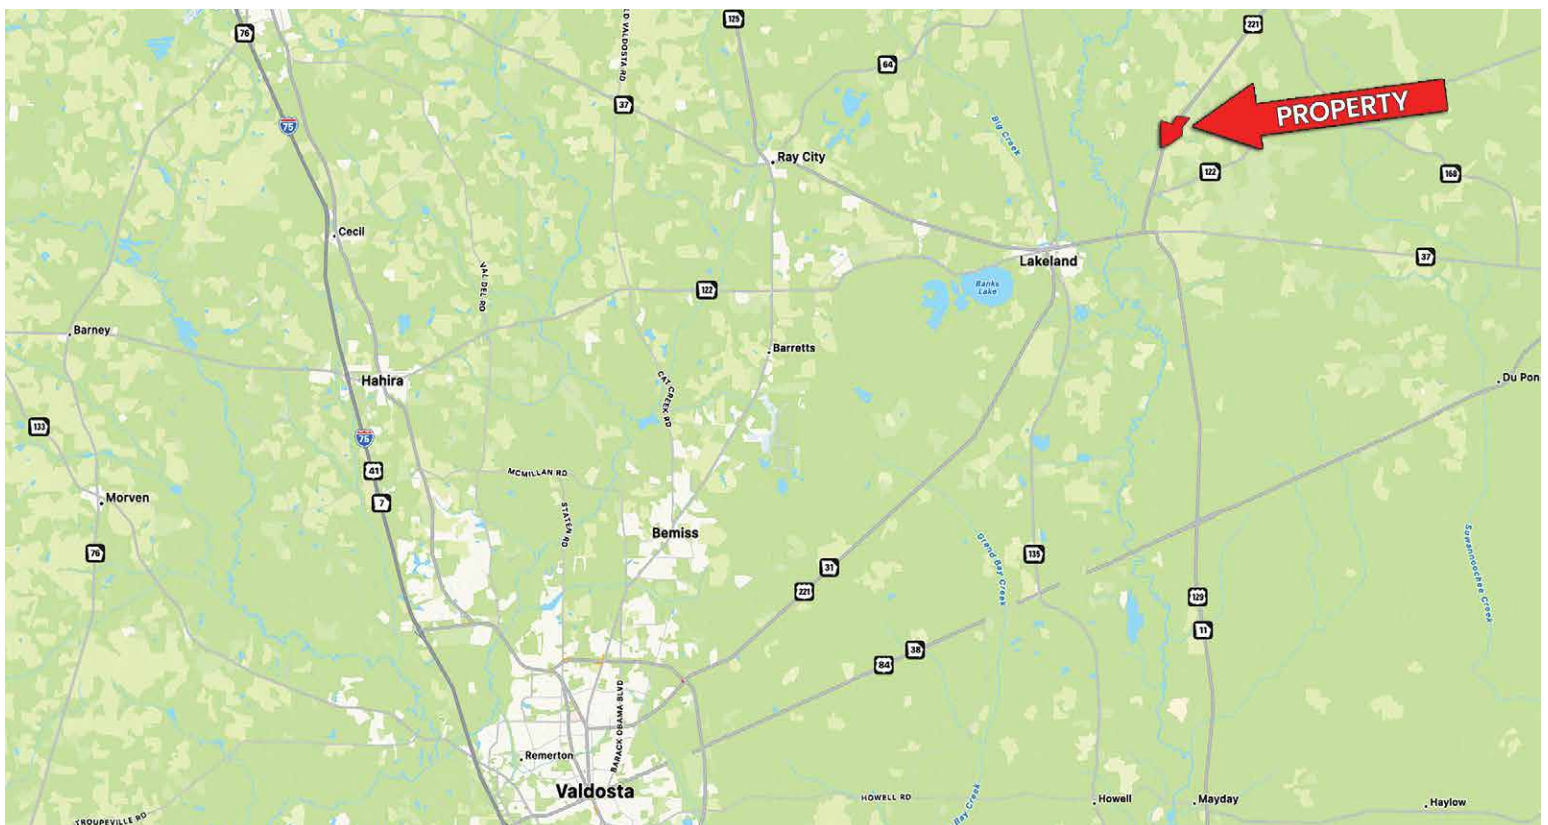 76
125
LD VALDOSTA RD
221
64
37
PROPERTY
75
Big Creek
Ray City
122
168
Cecil
Lakeland
37
VAL DEL RD
122
Banks
Lake
Barney
Barretts
Hahira
CAT CREEK RD
Du Pon
133
75
41
MCMILLAN RD
7
Morven
STATEN RD
Bemiss
76
Grand Bay Creek
135
Suwannoochee Creek
31
221
129
11
38
84
BARACK OBAMA BLVD
Remerton
Valdosta
HOWELL RD
Howell
Mayday
Haylow
Bay Creek
TROUPEVILLE RD